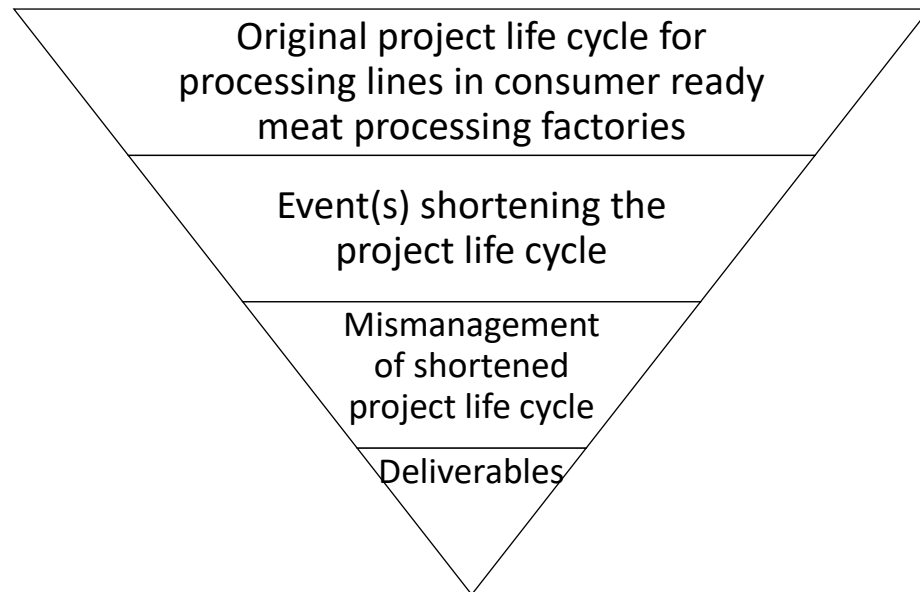 Original project life cycle for
processing lines in consumer ready
meat processing factories
Event(s) shortening the
project life cycle
Mismanagement
of shortened
project life cycle
Deliverables